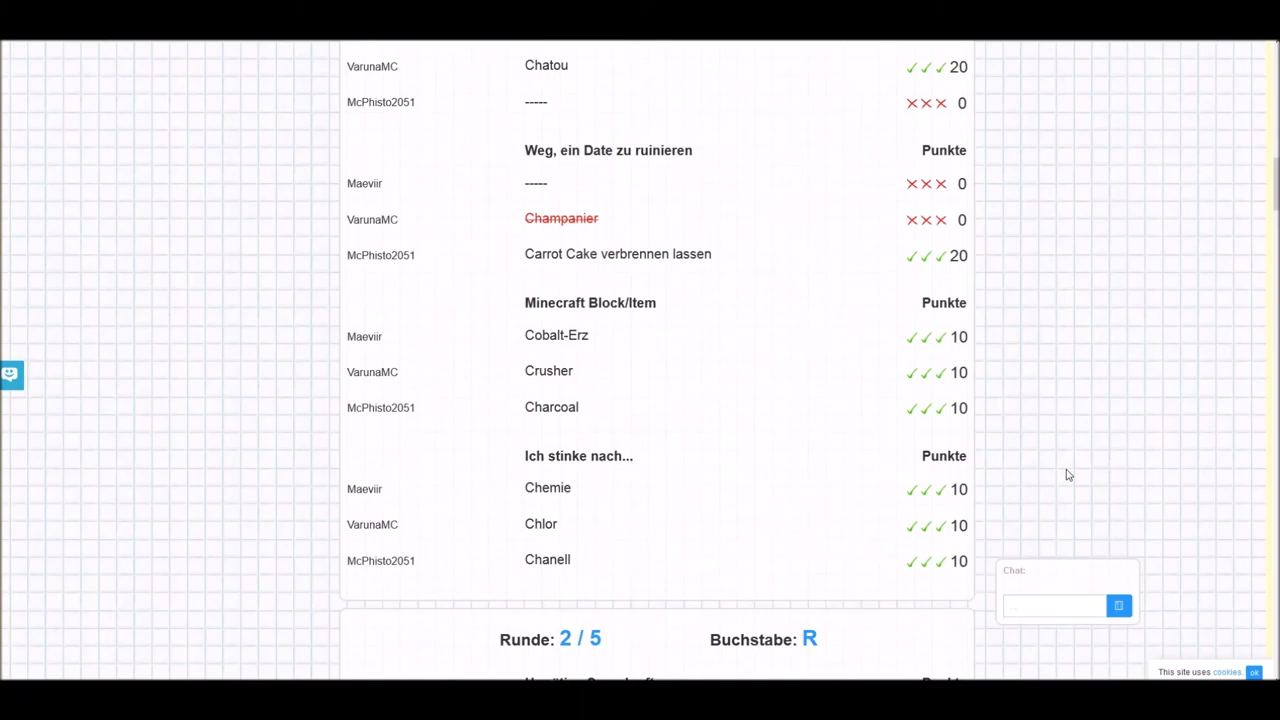 VarunaMC Chatou 20
McPhisto2051 ----- 0
Weg, ein Date zu ruinieren Punkte
Maeviir ----- 0
VarunaMC Champanier 0
McPhisto2051 Carrot Cake verbrennen lassen 20
Minecraft Block/Item Punkte
Maeviir Cobalt-Erz 10
VarunaMC Crusher 10
McPhisto2051 Charcoal 10
Ich stinke nach... Punkte
Maeviir Chemie 10
VarunaMC Chlor 10
McPhisto2051 Chanell 10
Chat:
...
Runde: 2 / 5 Buchstabe: R
This site uses cookies. ok